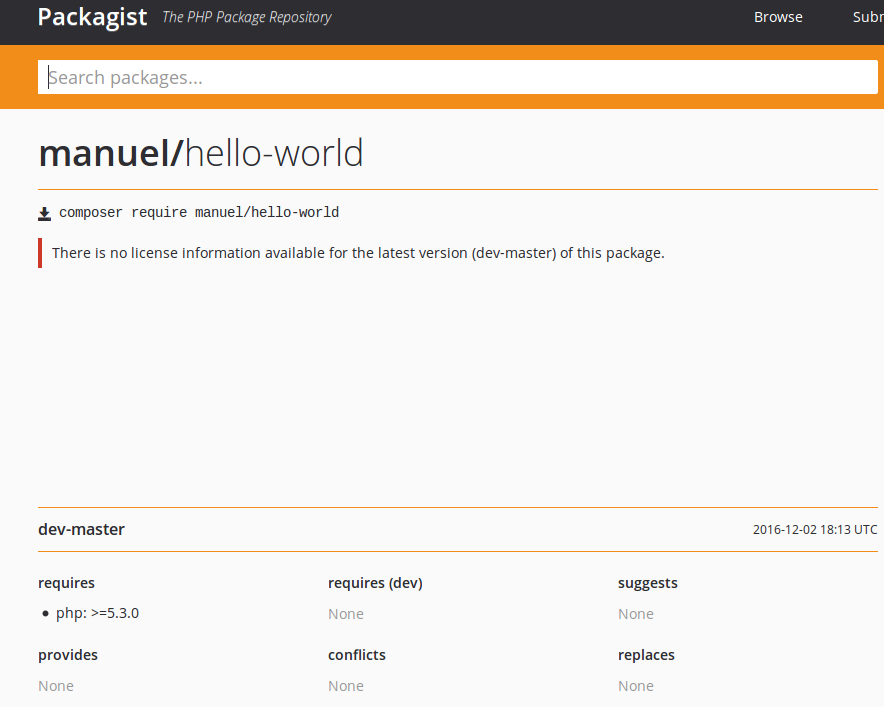 Packagist The PHP Package Repository Browse
Search packages...
manuel/hello-world
composer require manuel/hello-world
There is no license information available for the latest version (dev-master) of this package.
dev-master 2016-12-02 18:13 UTC
requires requires (dev) suggests
php: >=5.3.0 None None
provides conflicts replaces
None None None